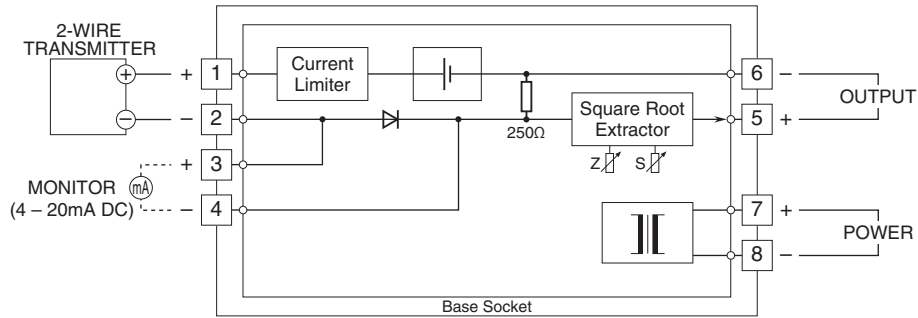 2-WIRE
TRANSMITTER
+
−
+ 1
− 2
+ 3
− 4
MONITOR
(4 – 20mA DC)
mA
Current
Limiter
250Ω
Square Root
Extractor
Z
S
6 −
5 +
OUTPUT
7 +
8 −
POWER
Base Socket